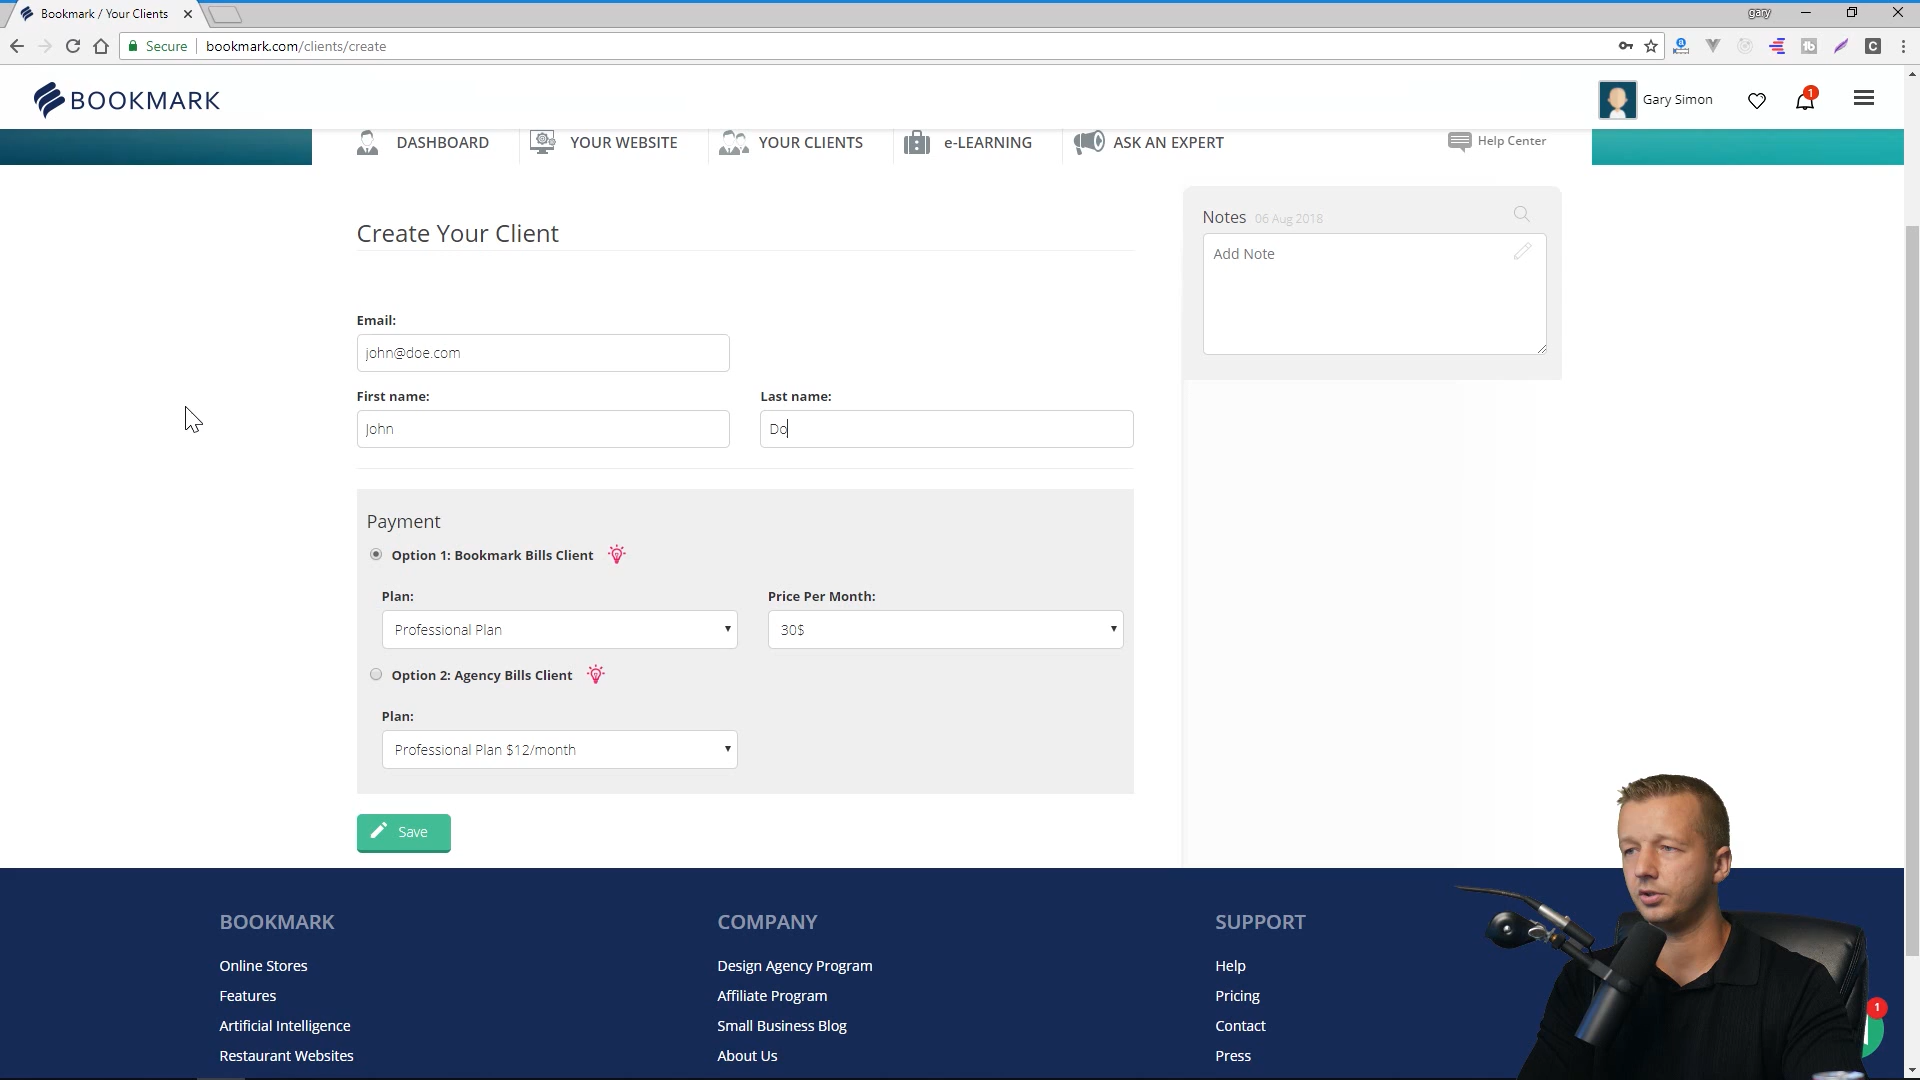 Bookmark / Your Clients
gary
Secure
bookmark.com/clients/create
BOOKMARK
Gary Simon
1
DASHBOARD
YOUR WEBSITE
YOUR CLIENTS
e-LEARNING
ASK AN EXPERT
Help Center
Create Your Client
Notes 06 Aug 2018
Add Note
Email:
john@doe.com
First name:
Last name:
John
Do
Payment
Option 1: Bookmark Bills Client
Plan:
Price Per Month:
Professional Plan
30$
Option 2: Agency Bills Client
Plan:
Professional Plan $12/month
Save
BOOKMARK
COMPANY
SUPPORT
Online Stores
Design Agency Program
Help
Features
Affiliate Program
Pricing
Artificial Intelligence
Small Business Blog
Contact
Restaurant Websites
About Us
Press
1